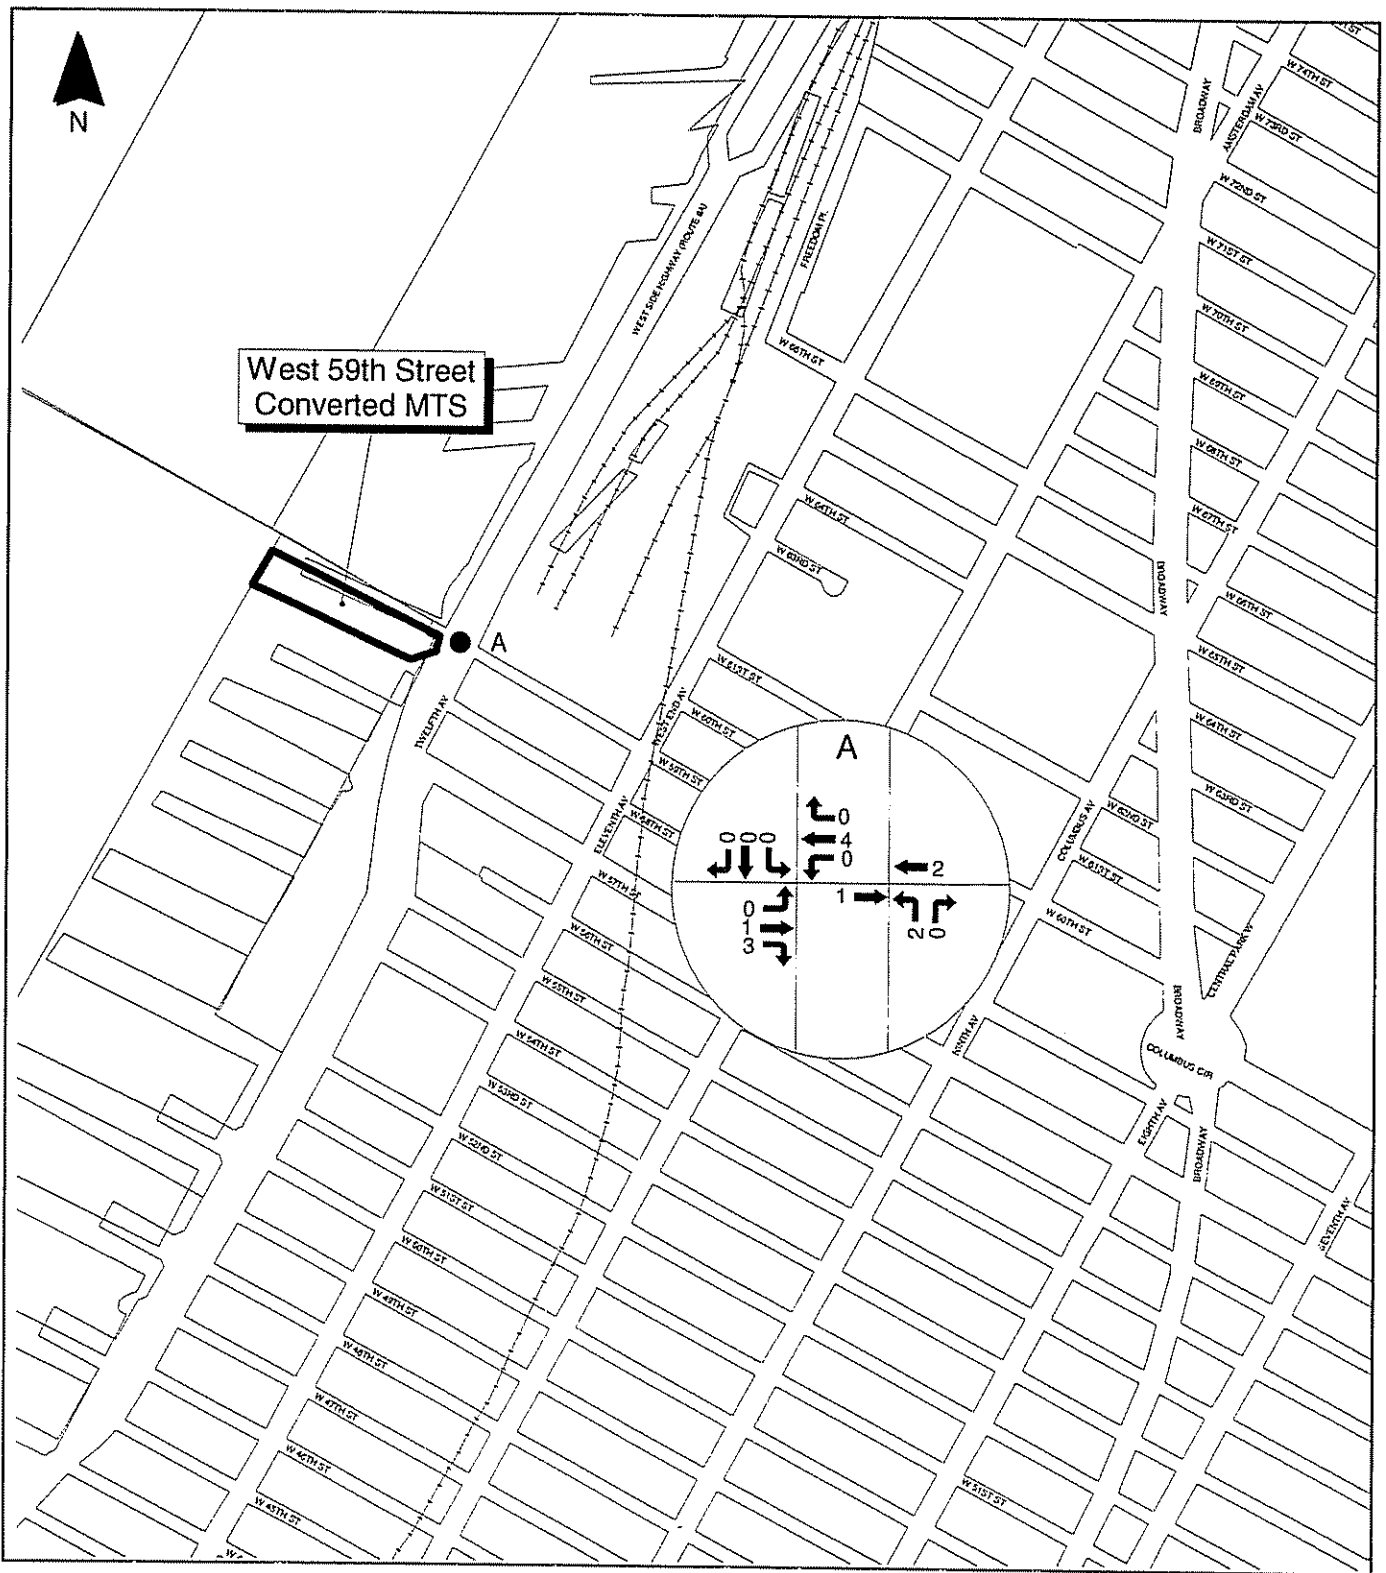 N
West 59th Street
Converted MTS
A
WEST SIDE HIGHWAY (ROUTE 9A)
FREEDOM PL
BROADWAY
AMSTERDAM AV
W 74TH ST
W 73RD ST
W 72ND ST
W 71ST ST
W 70TH ST
W 69TH ST
W 68TH ST
W 67TH ST
W 66TH ST
W 65TH ST
W 64TH ST
W 63RD ST
W 66TH ST
W 64TH ST
W 63RD ST
BROADWAY
W 61ST ST
WEST END AV
W 60TH ST
W 59TH ST
W 58TH ST
TWELFTH AV
ELEVENTH AV
W 57TH ST
W 56TH ST
W 55TH ST
W 54TH ST
W 53RD ST
W 52ND ST
W 51ST ST
W 50TH ST
W 49TH ST
W 48TH ST
W 47TH ST
W 46TH ST
W 45TH ST
A
0
4
0
0 0 0
2
0
1
3
1
2 0
COLUMBUS AV
W 62ND ST
W 61ST ST
W 60TH ST
CENTRAL PARK W
BROADWAY
COLUMBUS CIR
NINTH AV
EIGHTH AV
BROADWAY
SEVENTH AV
W 51ST ST